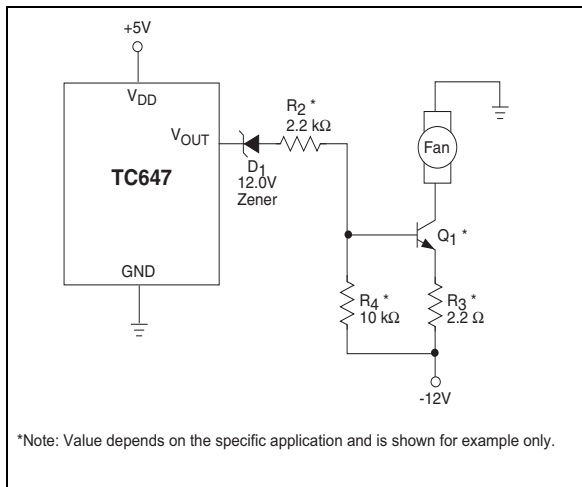 +5V
VDD
R2 *
2.2 kΩ
VOUT
Fan
D1
12.0V
Zener
TC647
Q1 *
GND
R4 *
10 kΩ
R3 *
2.2 Ω
-12V
*Note: Value depends on the specific application and is shown for example only.